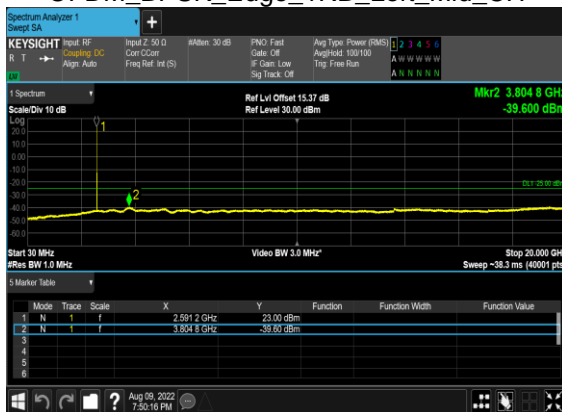 Spectrum Analyzer 1
Swept SA
+
KEYSIGHT Input: RF Input Z: 50 Ω #Atten: 30 dB PNO: Fast Avg Type: Power (RMS) 1 2 3 4 5 6
R T Coupling: DC Corr CCorr Gate: Off Avg|Hold: 100/100 A W W W W W
Align: Auto Freq Ref: Int (S) IF Gain: Low Trig: Free Run
LU Sig Track: Off A N N N N N
1 Spectrum Ref Lvl Offset 15.37 dB Mkr2 3.804 8 GHz
Scale/Div 10 dB Ref Level 30.00 dBm -39.600 dBm
Log
20.0
10.0
0.00
-10.0
-20.0
DL1 -25.00 dBm
-30.0
-40.0
-50.0
-60.0
1
2
Start 30 MHz Video BW 3.0 MHz* Stop 20.000 GHz
#Res BW 1.0 MHz Sweep ~38.3 ms (40001 pts)
5 Marker Table
Mode Trace Scale X Y Function Function Width Function Value
1 N 1 f 2.591 2 GHz 23.00 dBm
2 N 1 f 3.804 8 GHz -39.60 dBm
3
4
5
6
? Aug 09, 2022
7:50:16 PM